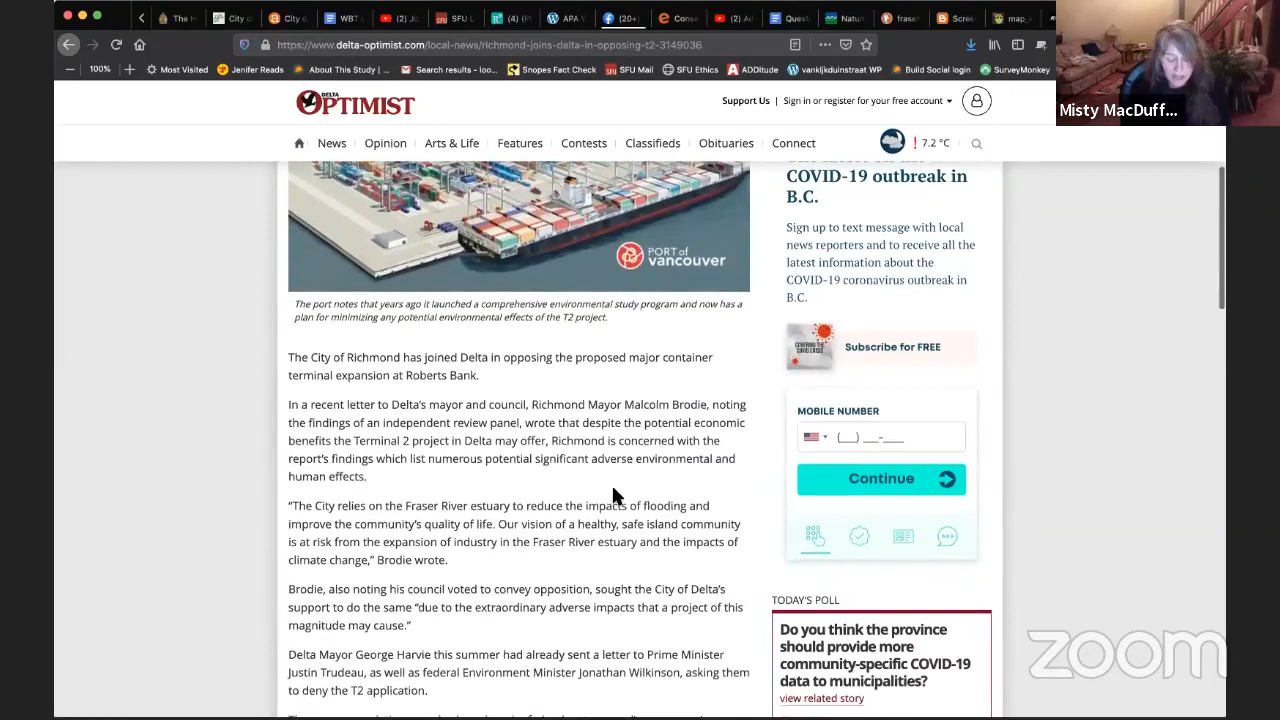 The H
City of
City o
WBT
(2) Jo
SFU L
(4) (Pi
APA V
(20+)
Conse
(2) Ad
Questi
Natun
fraser
Scree
map_s
https://www.delta-optimist.com/local-news/richmond-joins-delta-in-opposing-t2-3149036
100%
Most Visited
Jenifer Reads
About This Study /...
Search results - ioo...
Snopes Fact Check
SFU Mail
SFU Ethics
ADDitude
vankijkduinstraat WP
Build Social login
SurveyMonkey
Misty MacDuff...
DELTA
OPTIMIST
Support Us | Sign in or register for your free account
News Opinion Arts & Life Features Contests Classifieds Obituaries Connect
7.2 °C
COVID-19 outbreak in
B.C.
Sign up to text message with local
news reporters and to receive all the
latest information about the
COVID-19 coronavirus outbreak in
B.C.
PORT of
vancouver
The port notes that years ago it launched a comprehensive environmental study program and now has a
plan for minimizing any potential environmental effects of the T2 project.
COVERING THE
COVID CRISIS
Subscribe for FREE
The City of Richmond has joined Delta in opposing the proposed major container
terminal expansion at Roberts Bank.
In a recent letter to Delta's mayor and council, Richmond Mayor Malcolm Brodie, noting
the findings of an independent review panel, wrote that despite the potential economic
benefits the Terminal 2 project in Delta may offer, Richmond is concerned with the
report's findings which list numerous potential significant adverse environmental and
human effects.
MOBILE NUMBER
(___) ___-____
Continue
“The City relies on the Fraser River estuary to reduce the impacts of flooding and
improve the community's quality of life. Our vision of a healthy, safe island community
is at risk from the expansion of industry in the Fraser River estuary and the impacts of
climate change,” Brodie wrote.
Brodie, also noting his council voted to convey opposition, sought the City of Delta's
support to do the same “due to the extraordinary adverse impacts that a project of this
magnitude may cause.”
Delta Mayor George Harvie this summer had already sent a letter to Prime Minister
Justin Trudeau, as well as federal Environment Minister Jonathan Wilkinson, asking them
to deny the T2 application.
TODAY'S POLL
Do you think the province
should provide more
community-specific COVID-19
data to municipalities?
view related story
zoom